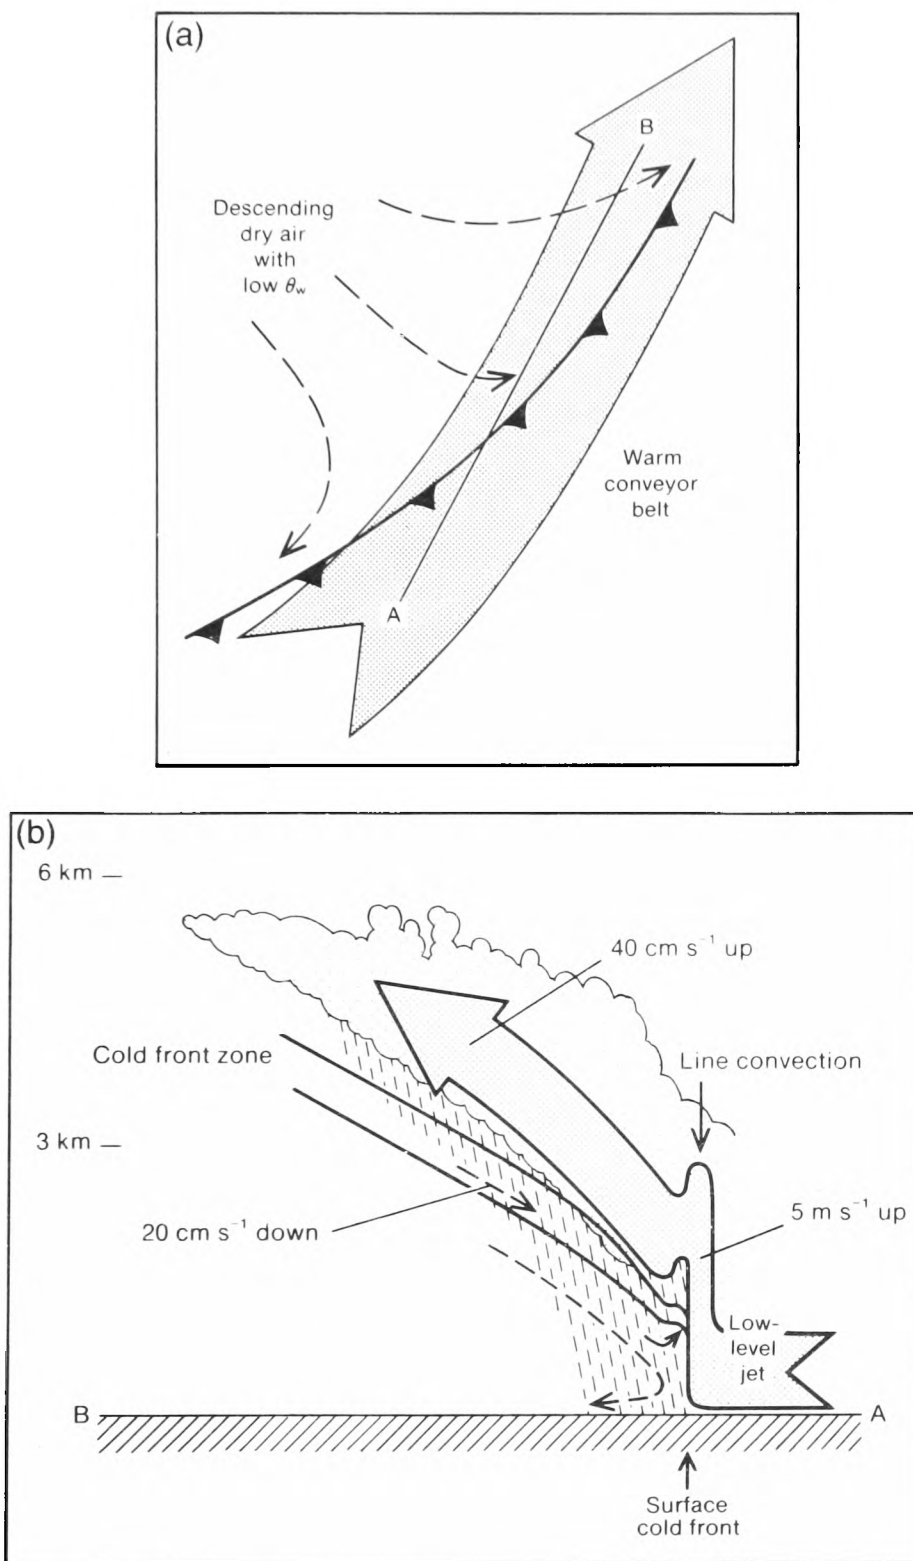 (a)
B
Descending
dry air
with
low θw
Warm
conveyor
belt
A
(b)
6 km
40 cm s⁻¹ up
Cold front zone
Line convection
3 km
20 cm s⁻¹ down
5 m s⁻¹ up
Low-
level
jet
B
A
Surface
cold front